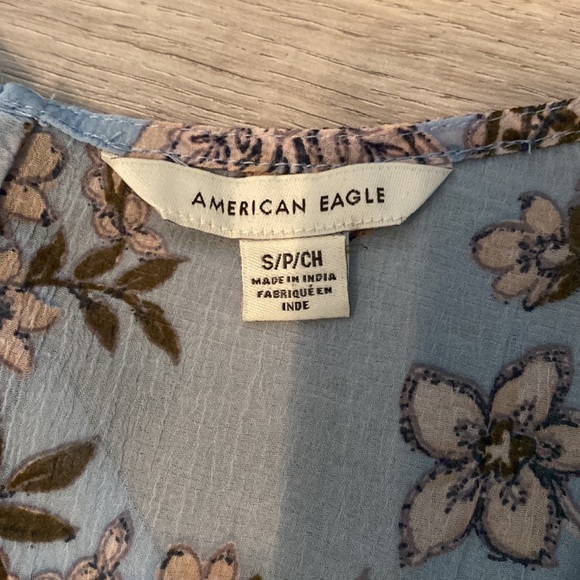 AMERICAN EAGLE
S/P/CH
MADE IN INDIA
FABRIQUÉ EN
INDE